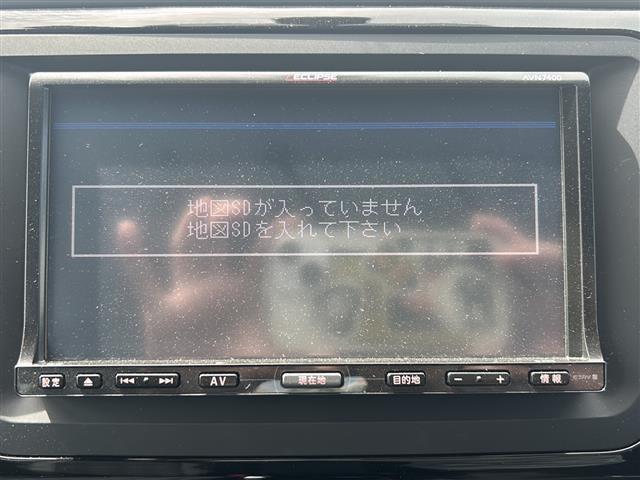 ECLIPSE
AVN7400
地図SDが入っていません
地図SDを入れて下さい
設定
AV
現在地
目的地
− +
情報